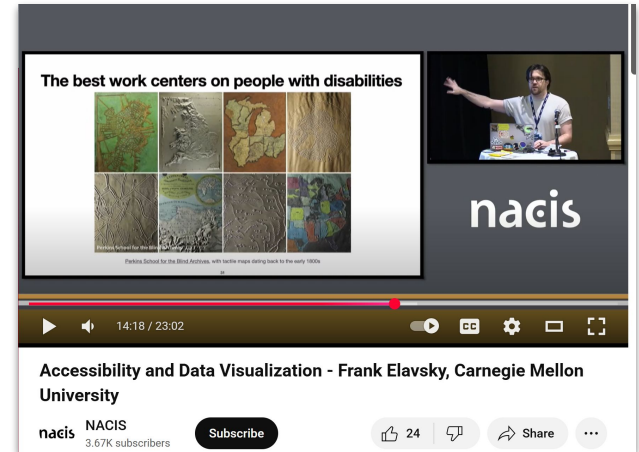 The best work centers on people with disabilities
Perkins School for the Blind Archives
Perkins School for the Blind Archives, with tactile maps dating back to the early 1800s
nacis
14:18 / 23:02
CC
Accessibility and Data Visualization - Frank Elavsky, Carnegie Mellon
University
nacis
NACIS
3.67K subscribers
Subscribe
24
Share